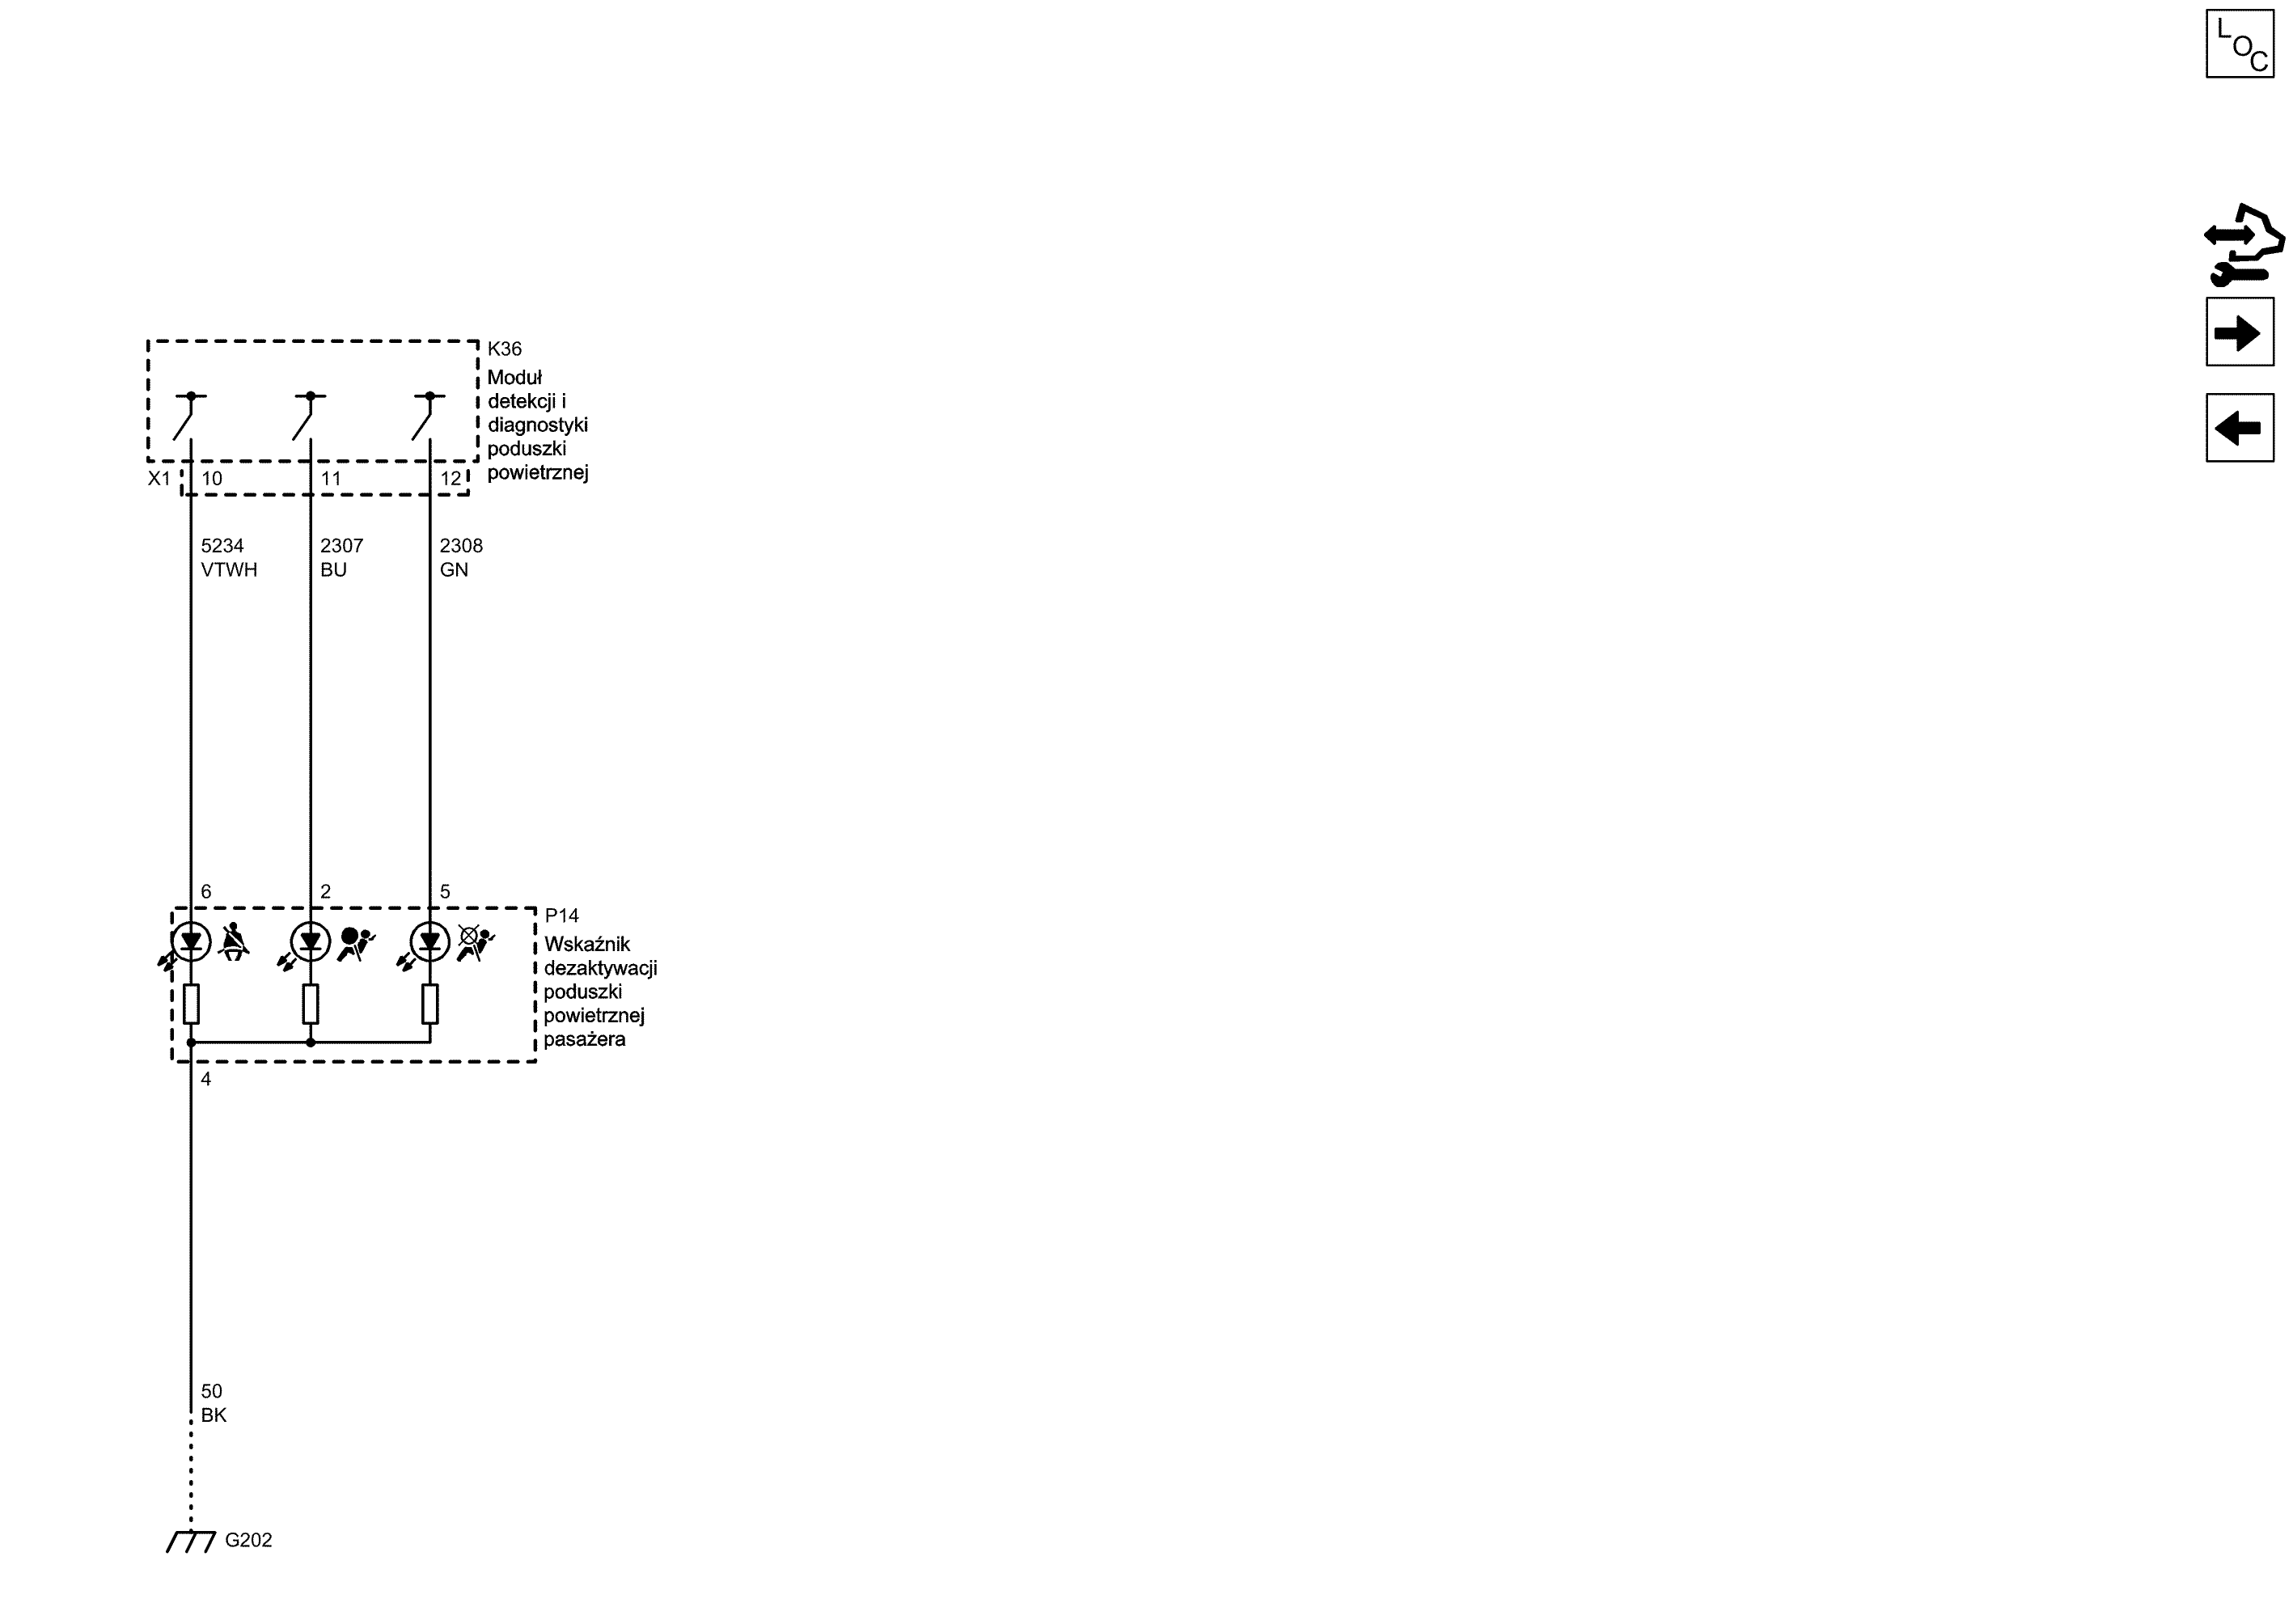 LOC
K36
Moduł
detekcji i
diagnostyki
poduszki
powietrznej
X1 10 11 12
5234 2307 2308
VTWH BU GN
6 2 5
P14
Wskaźnik
dezaktywacji
poduszki
powietrznej
pasażera
4
50
BK
G202